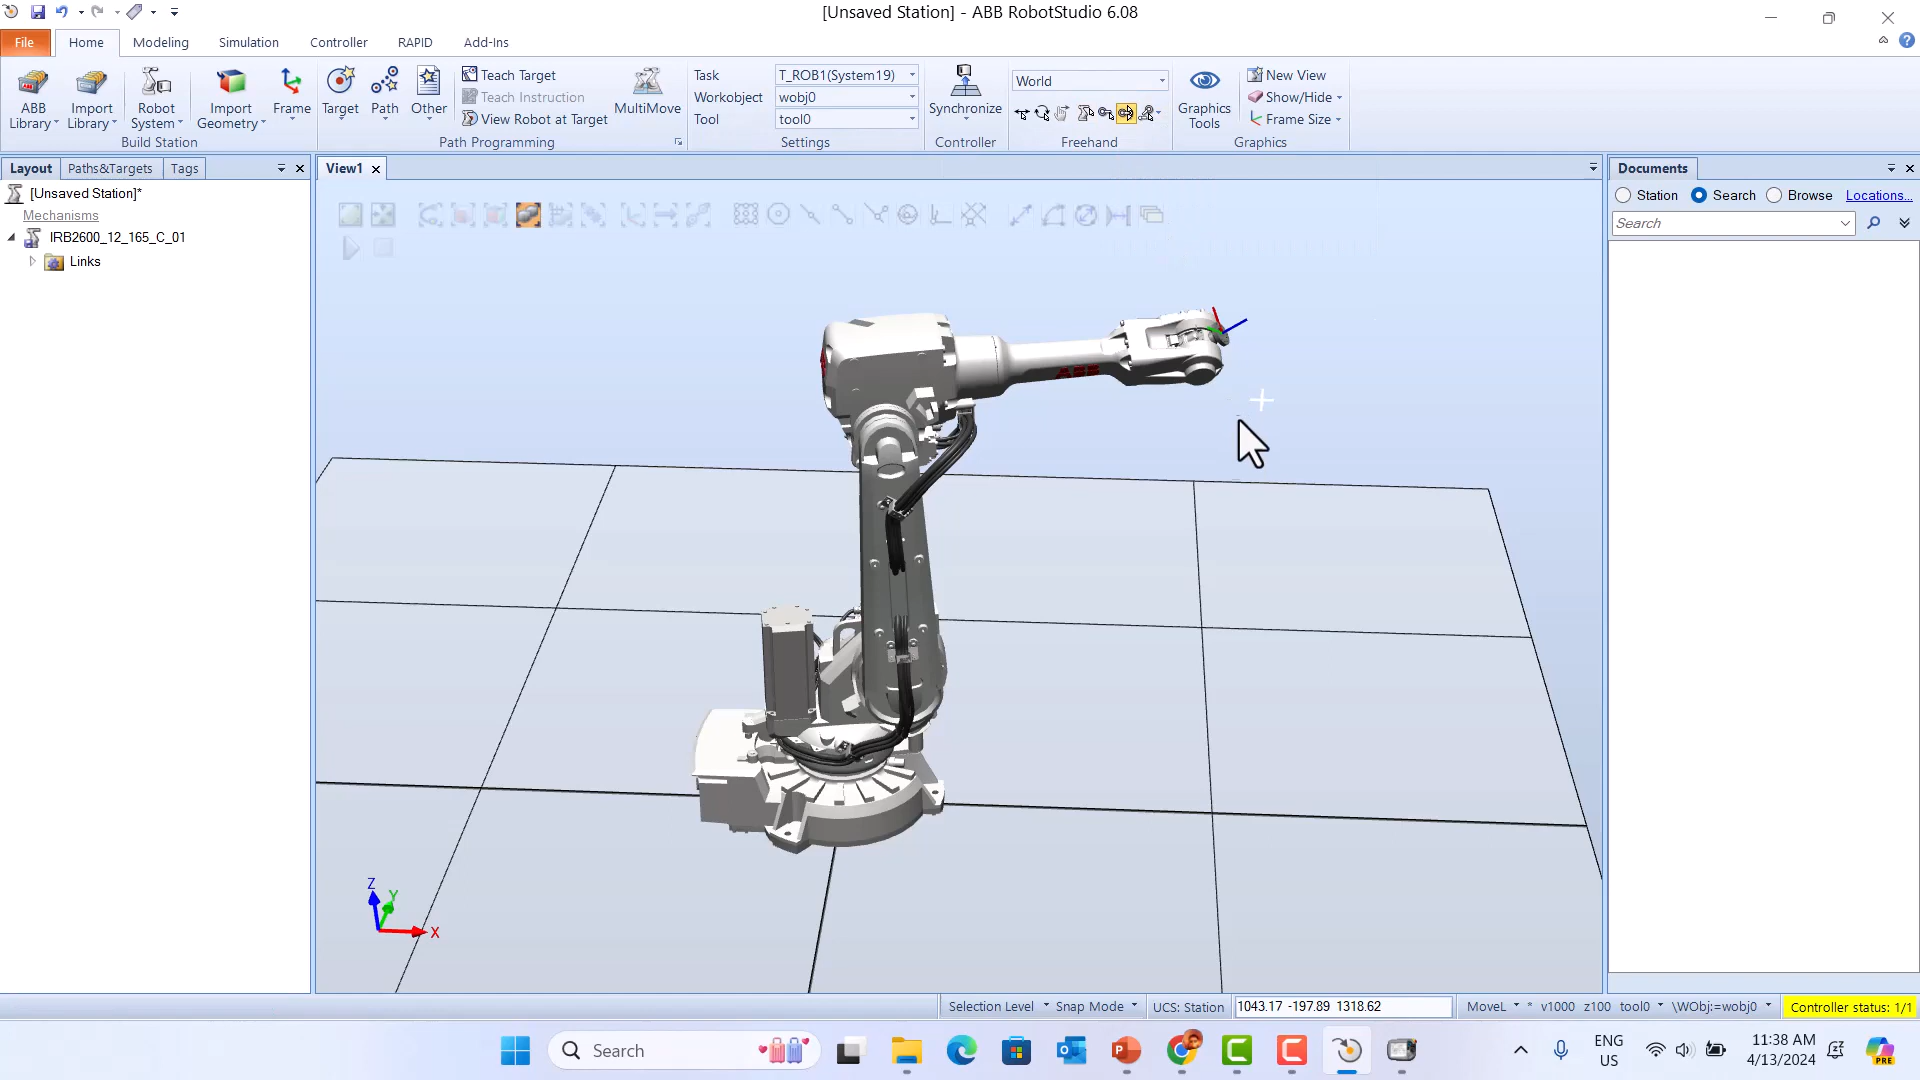 [Unsaved Station] - ABB RobotStudio 6.08
File Home Modeling Simulation Controller RAPID Add-Ins
ABB Library
Import Library
Robot System
Import Geometry
Frame
Build Station
Target
Path
Other
Teach Target
Teach Instruction
View Robot at Target
MultiMove
Path Programming
Task T_ROB1(System19)
Workobject wobj0
Tool tool0
Settings
Synchronize
Controller
World
Freehand
Graphics Tools
New View
Show/Hide
Frame Size
Graphics
Layout Paths&Targets Tags
View1
Documents
[Unsaved Station]*
Mechanisms
IRB2600_12_165_C_01
Links
Station Search Browse Locations...
Search
ABB
Z
Y
X
Selection Level Snap Mode UCS: Station 1043.17 -197.89 1318.62 MoveL * v1000 z100 tool0 \WObj:=wobj0 Controller status: 1/1
Search
ENG
US
11:38 AM
4/13/2024
PRE